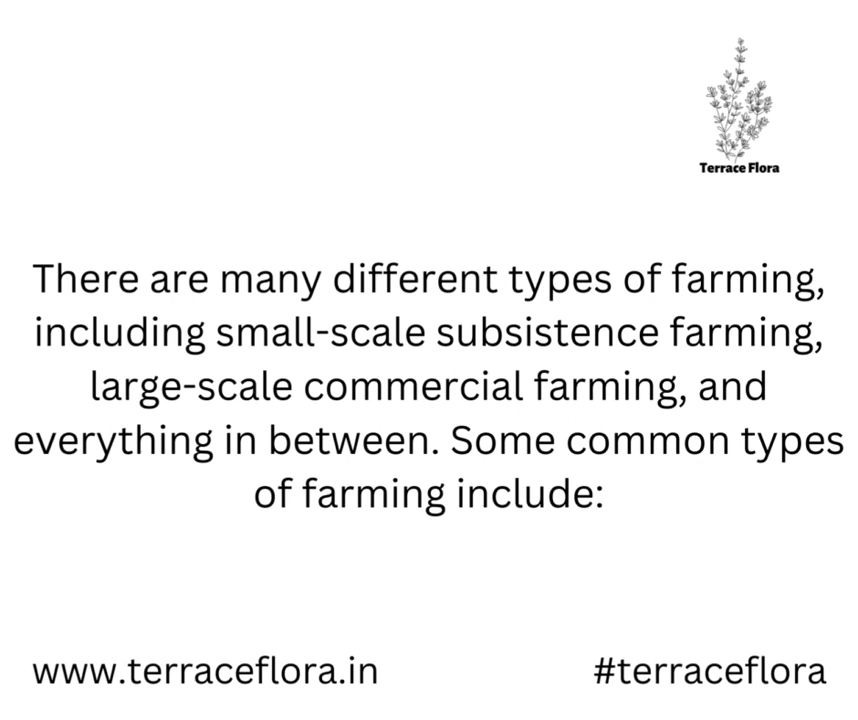 Terrace Flora
There are many different types of farming,
including small-scale subsistence farming,
large-scale commercial farming, and
everything in between. Some common types
of farming include:
www.terraceflora.in
#terraceflora